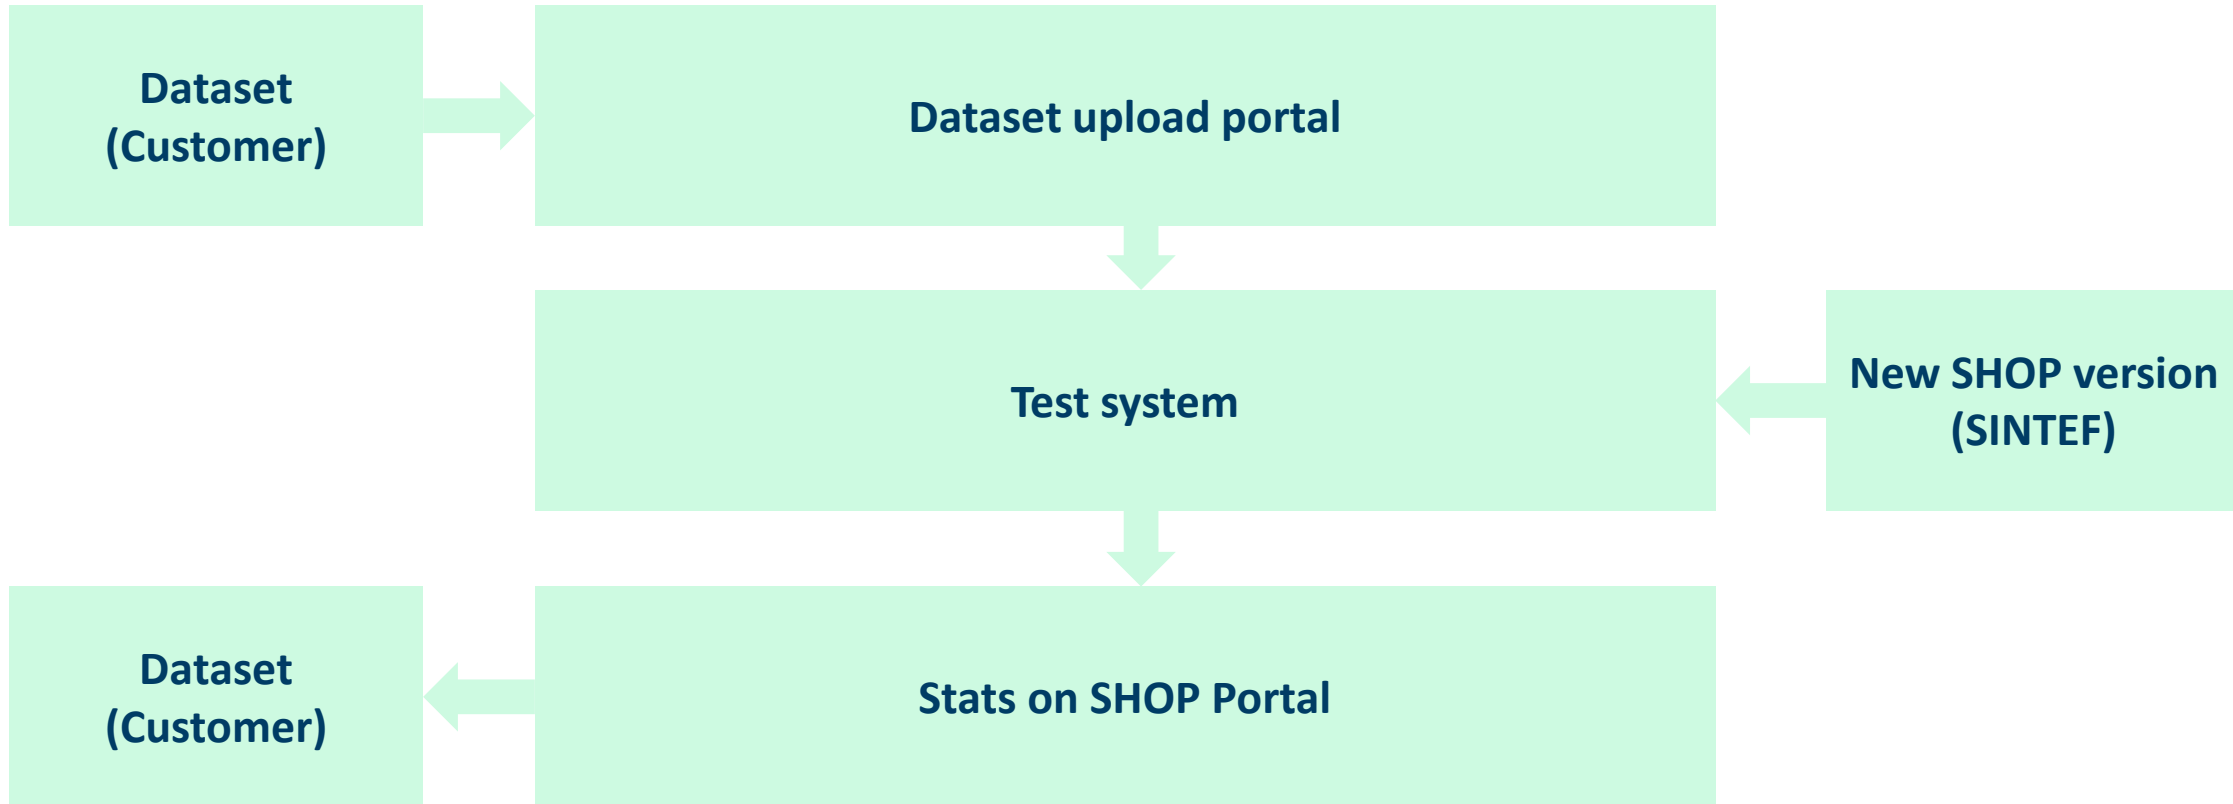 Dataset
(Customer)
Dataset upload portal
Test system
New SHOP version
(SINTEF)
Dataset
(Customer)
Stats on SHOP Portal